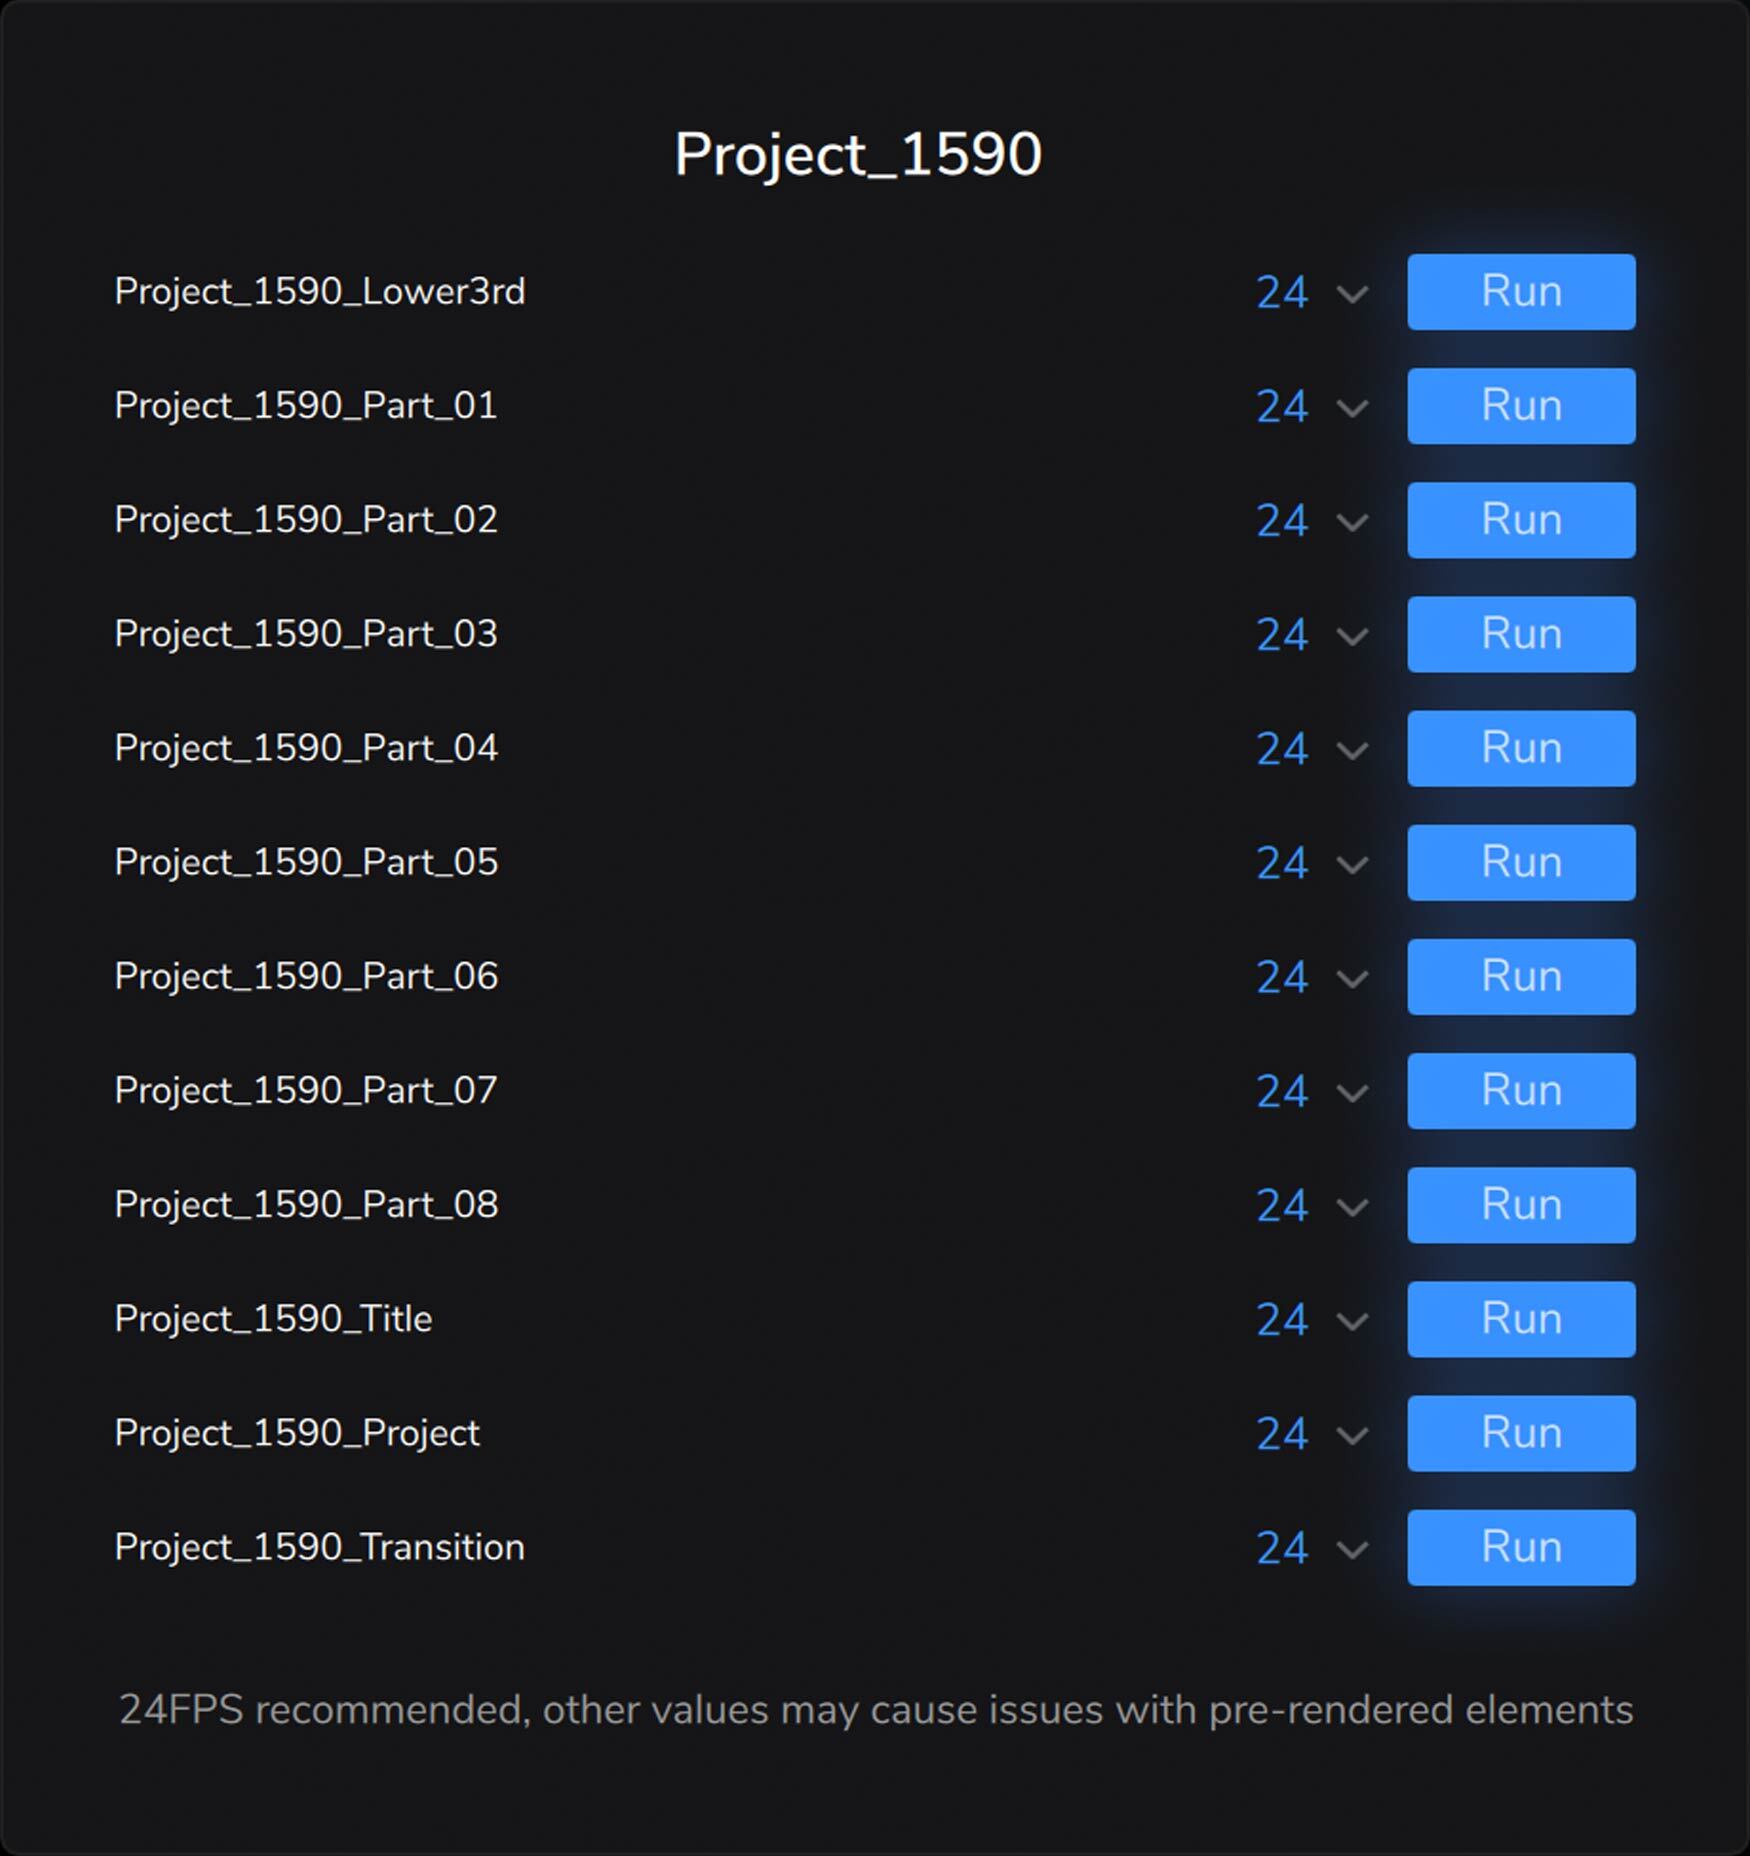 Project_1590
Project_1590_Lower3rd 24 Run
Project_1590_Part_01 24 Run
Project_1590_Part_02 24 Run
Project_1590_Part_03 24 Run
Project_1590_Part_04 24 Run
Project_1590_Part_05 24 Run
Project_1590_Part_06 24 Run
Project_1590_Part_07 24 Run
Project_1590_Part_08 24 Run
Project_1590_Title 24 Run
Project_1590_Project 24 Run
Project_1590_Transition 24 Run
24FPS recommended, other values may cause issues with pre-rendered elements